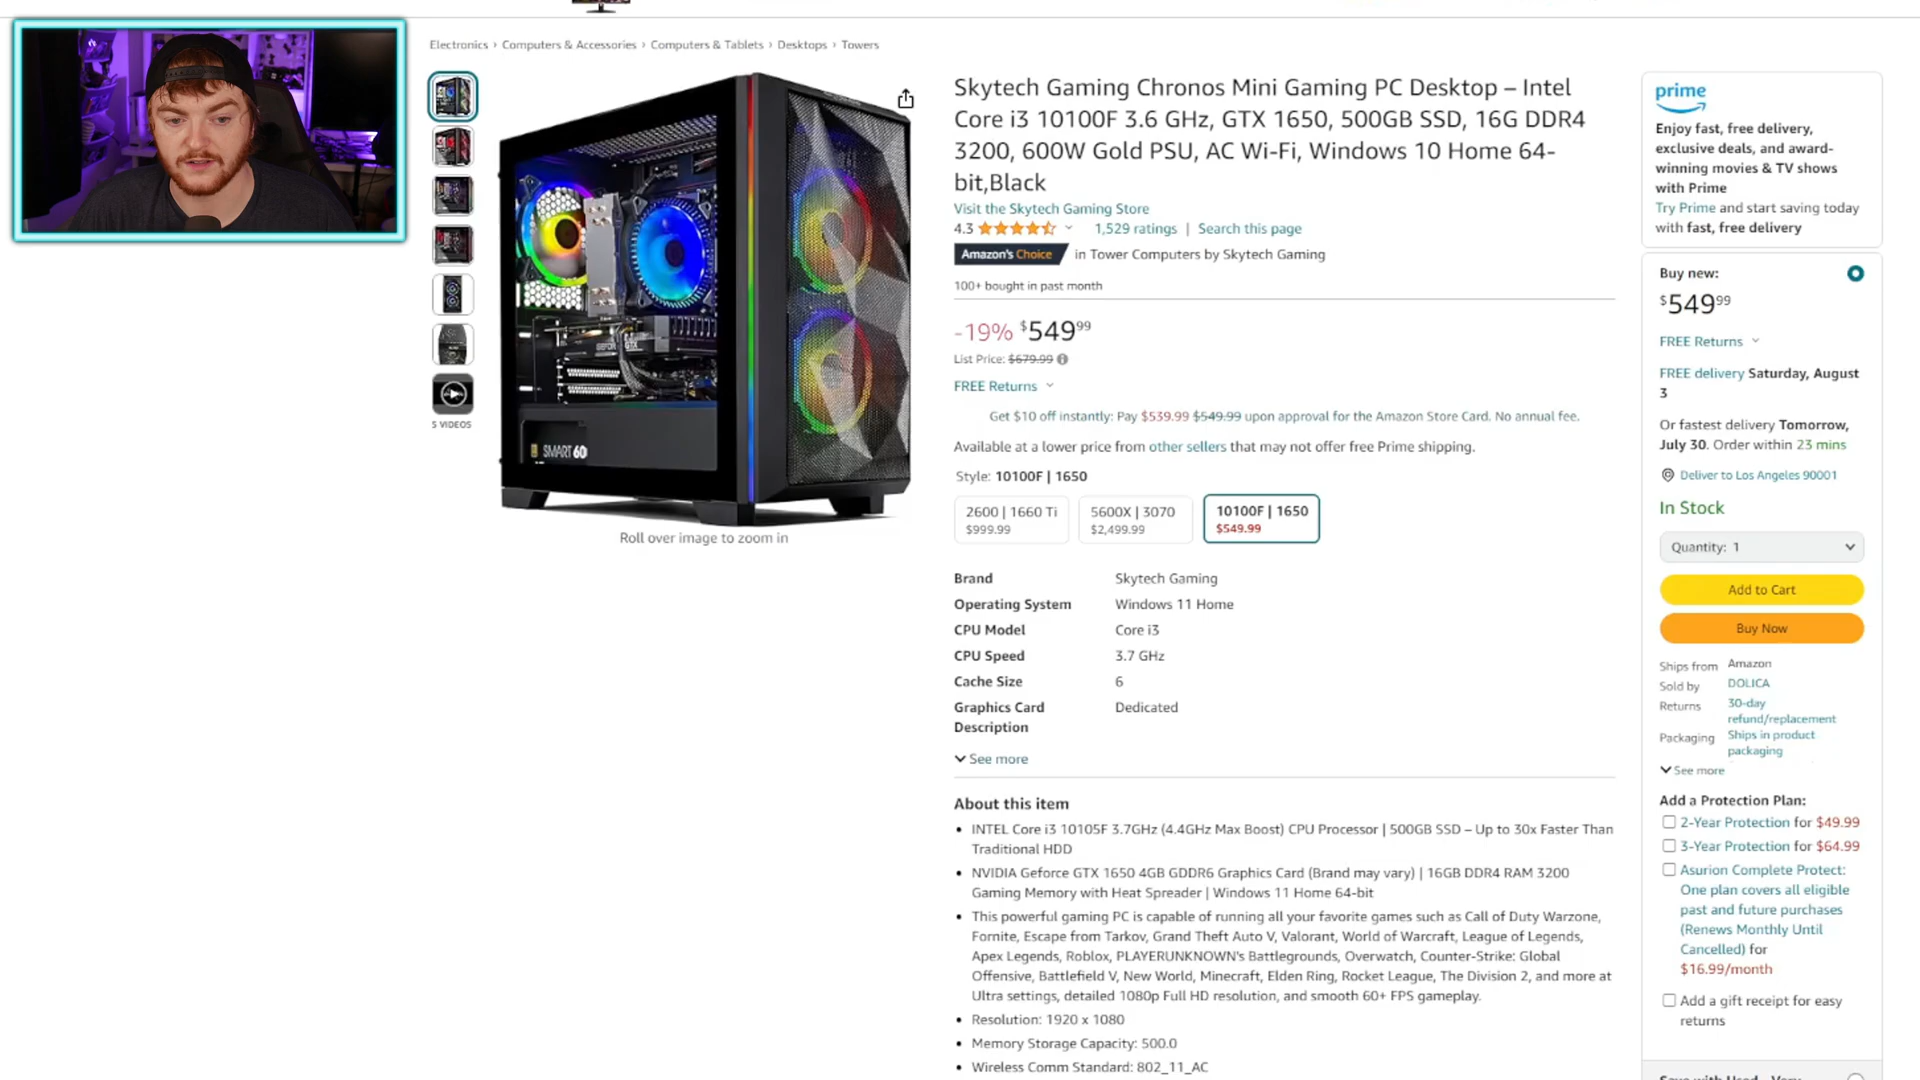 Electronics › Computers & Accessories › Computers & Tablets › Desktops › Towers
5 VIDEOS
GTX
SMART 60
Roll over image to zoom in
Skytech Gaming Chronos Mini Gaming PC Desktop – Intel
Core i3 10100F 3.6 GHz, GTX 1650, 500GB SSD, 16G DDR4
3200, 600W Gold PSU, AC Wi-Fi, Windows 10 Home 64-
bit,Black
Visit the Skytech Gaming Store
4.3 1,529 ratings | Search this page
Amazon's Choice in Tower Computers by Skytech Gaming
100+ bought in past month
-19% $549 99
List Price: $679.99
FREE Returns
Get $10 off instantly: Pay $539.99 $549.99 upon approval for the Amazon Store Card. No annual fee.
Available at a lower price from other sellers that may not offer free Prime shipping.
Style: 10100F | 1650
2600 | 1660 Ti
$999.99
5600X | 3070
$2,499.99
10100F | 1650
$549.99
Brand Skytech Gaming
Operating System Windows 11 Home
CPU Model Core i3
CPU Speed 3.7 GHz
Cache Size 6
Graphics Card Dedicated
Description
See more
About this item
• INTEL Core i3 10105F 3.7GHz (4.4GHz Max Boost) CPU Processor | 500GB SSD – Up to 30x Faster Than
Traditional HDD
• NVIDIA Geforce GTX 1650 4GB GDDR6 Graphics Card (Brand may vary) | 16GB DDR4 RAM 3200
Gaming Memory with Heat Spreader | Windows 11 Home 64-bit
• This powerful gaming PC is capable of running all your favorite games such as Call of Duty Warzone,
Fornite, Escape from Tarkov, Grand Theft Auto V, Valorant, World of Warcraft, League of Legends,
Apex Legends, Roblox, PLAYERUNKNOWN's Battlegrounds, Overwatch, Counter-Strike: Global
Offensive, Battlefield V, New World, Minecraft, Elden Ring, Rocket League, The Division 2, and more at
Ultra settings, detailed 1080p Full HD resolution, and smooth 60+ FPS gameplay.
• Resolution: 1920 x 1080
• Memory Storage Capacity: 500.0
• Wireless Comm Standard: 802_11_AC
prime
Enjoy fast, free delivery,
exclusive deals, and award-
winning movies & TV shows
with Prime
Try Prime and start saving today
with fast, free delivery
Buy new:
$549 99
FREE Returns
FREE delivery Saturday, August
3
Or fastest delivery Tomorrow,
July 30. Order within 23 mins
Deliver to Los Angeles 90001
In Stock
Quantity: 1
Add to Cart
Buy Now
Ships from Amazon
Sold by DOLICA
Returns 30-day
refund/replacement
Packaging Ships in product
packaging
See more
Add a Protection Plan:
2-Year Protection for $49.99
3-Year Protection for $64.99
Asurion Complete Protect:
One plan covers all eligible
past and future purchases
(Renews Monthly Until
Cancelled) for
$16.99/month
Add a gift receipt for easy
returns